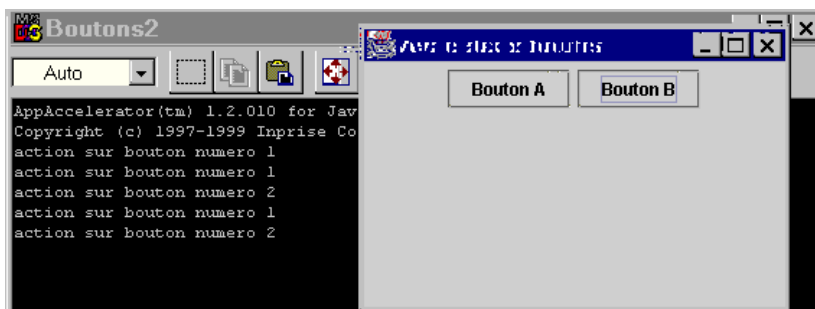 Boutons2
Auto
AppAccelerator(tm) 1.2.010 for Jav
Copyright (c) 1997-1999 Inprise Co
action sur bouton numero 1
action sur bouton numero 1
action sur bouton numero 2
action sur bouton numero 1
action sur bouton numero 2
Bouton A
Bouton B